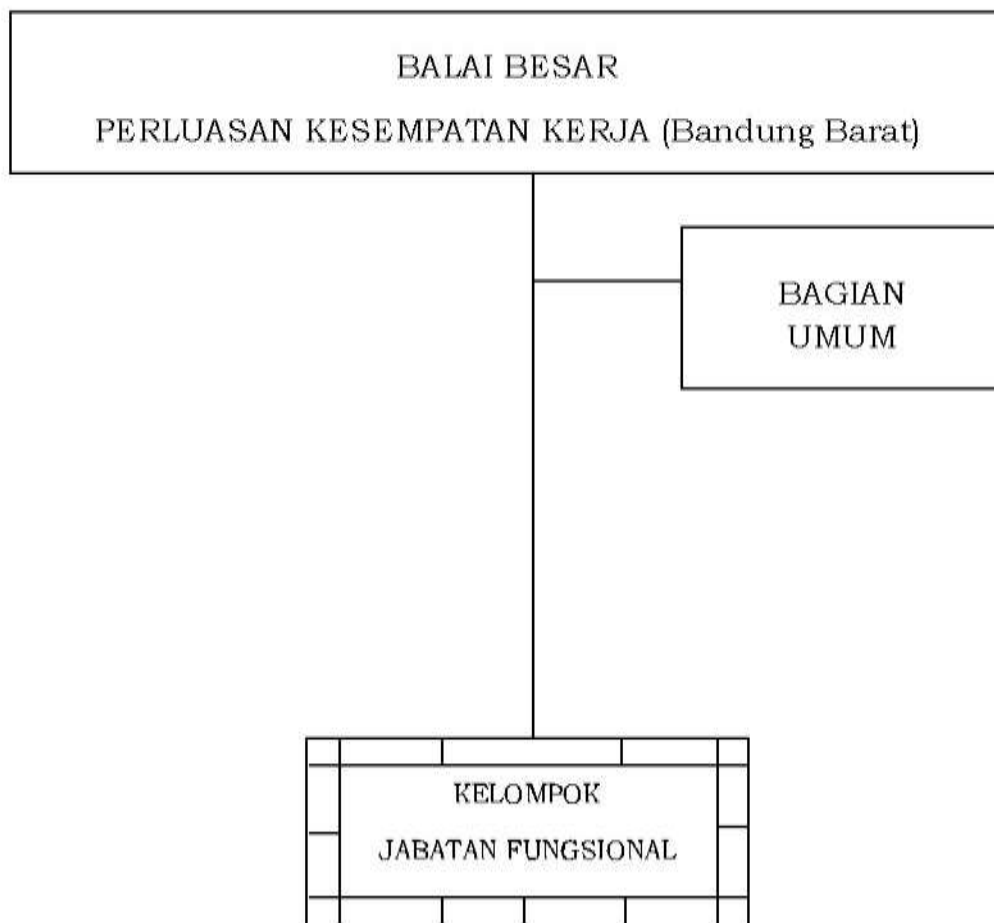 BALAI BESAR
PERLUASAN KESEMPATAN KERJA (Bandung Barat)
BAGIAN
UMUM
KELOMPOK
JABATAN FUNGSIONAL